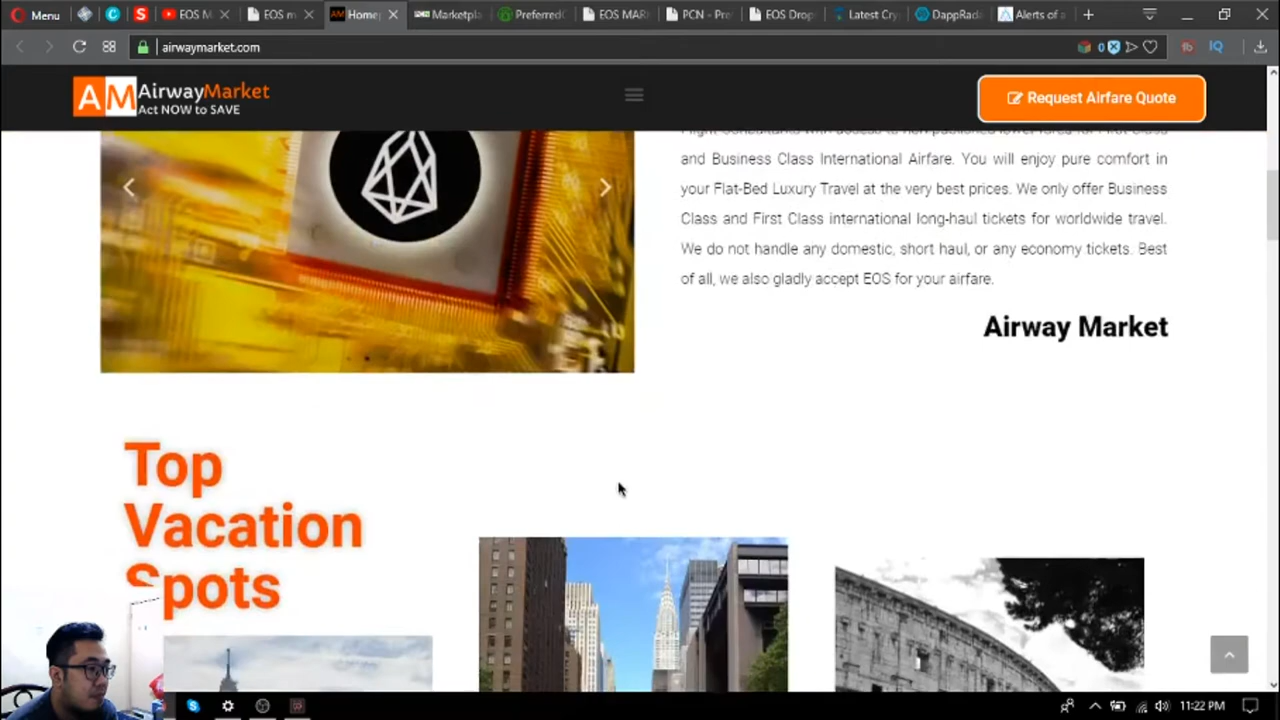 Menu
EOS M
EOS m
Home
Marketpla
Preferred
EOS MAR
PCN - Pre
EOS Drop
Latest Cry
DappRad
Alerts of a
airwaymarket.com
0
IQ
AM AirwayMarket
Act NOW to SAVE
Request Airfare Quote
and Business Class International Airfare. You will enjoy pure comfort in
your Flat-Bed Luxury Travel at the very best prices. We only offer Business
Class and First Class international long-haul tickets for worldwide travel.
We do not handle any domestic, short haul, or any economy tickets. Best
of all, we also gladly accept EOS for your airfare.
Airway Market
Top
Vacation
Spots
11:22 PM